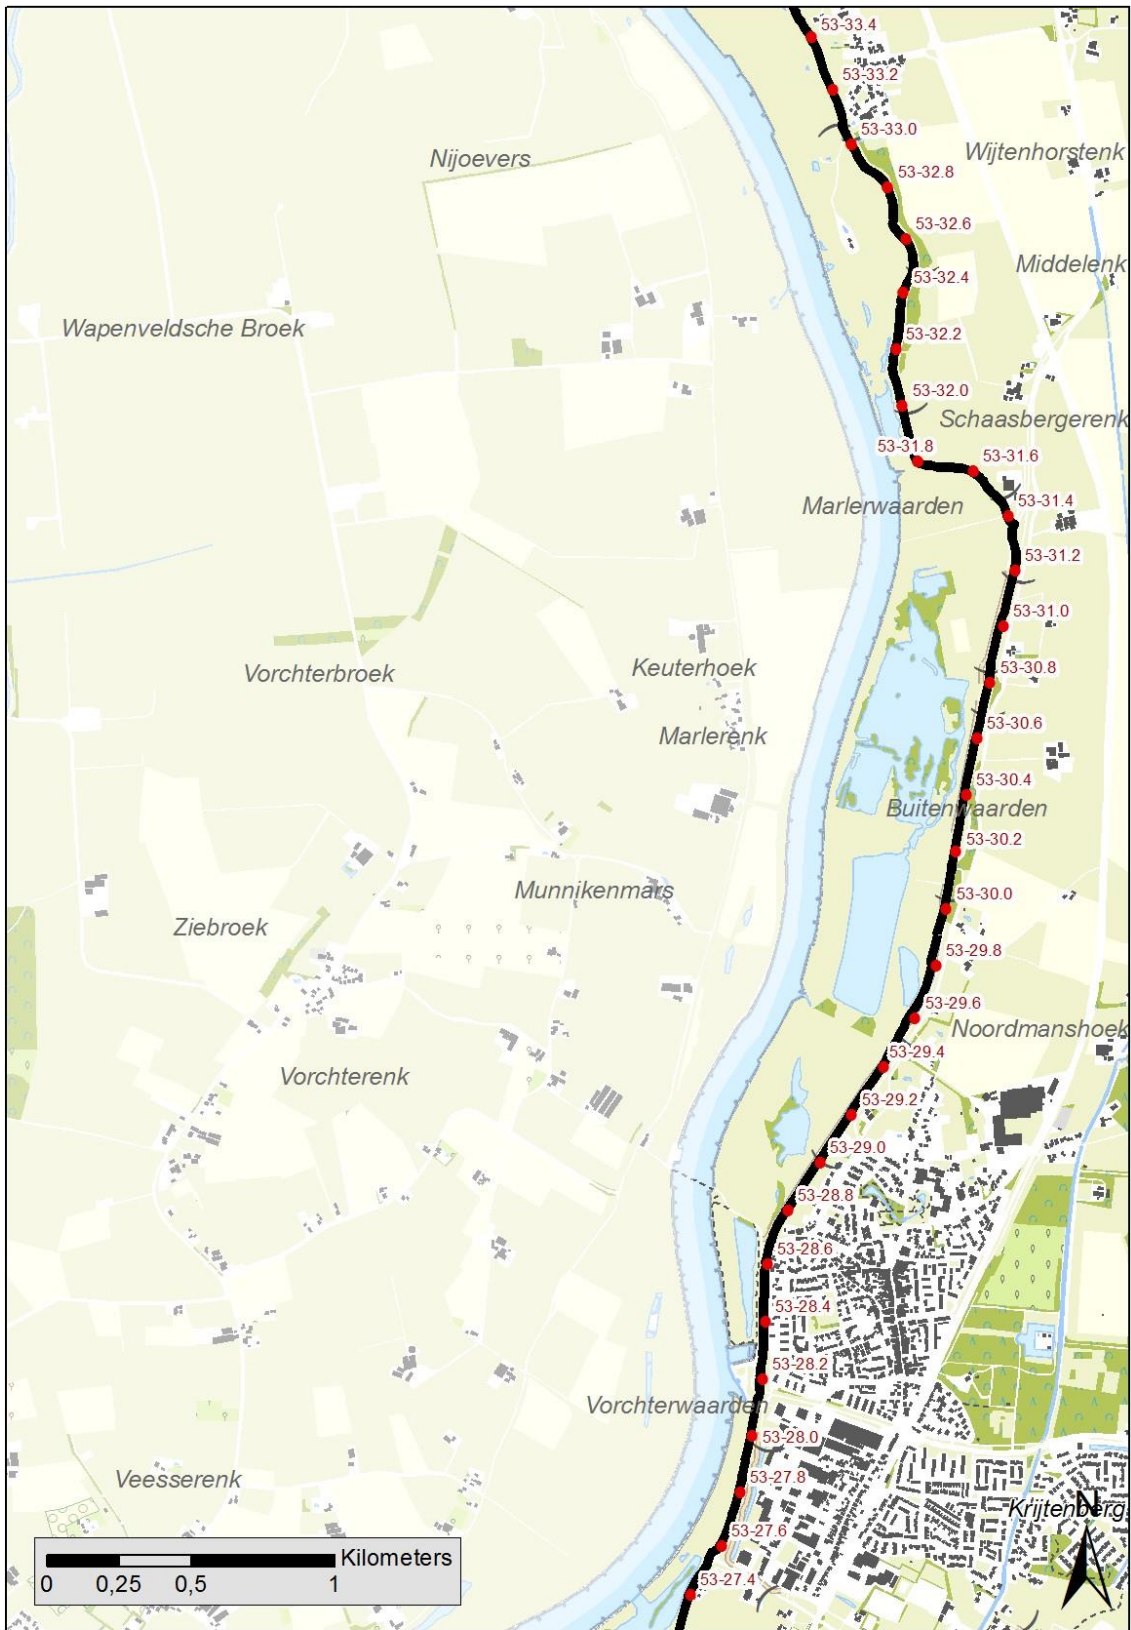 53-33.4
53-33.2
53-33.0
Wijtenhorstenk
Nijoevers
53-32.8
53-32.6
Middelenk
53-32.4
Wapenveldsche Broek
53-32.2
53-32.0
Schaasbergerenk
53-31.8
53-31.6
Marlerwaarden
53-31.4
53-31.2
53-31.0
Vorchterbroek
Keuterhoek
53-30.8
Marlerenk
53-30.6
53-30.4
Buitenwaarden
53-30.2
Munnikenmars
53-30.0
Ziebroek
53-29.8
53-29.6
Noordmanshoek
53-29.4
Vorchterenk
53-29.2
53-29.0
53-28.8
53-28.6
53-28.4
53-28.2
Vorchterwaarden
53-28.0
Veesserenk
53-27.8
Krijtenberg
N
53-27.6
Kilometers
0 0,25 0,5 1
53-27.4